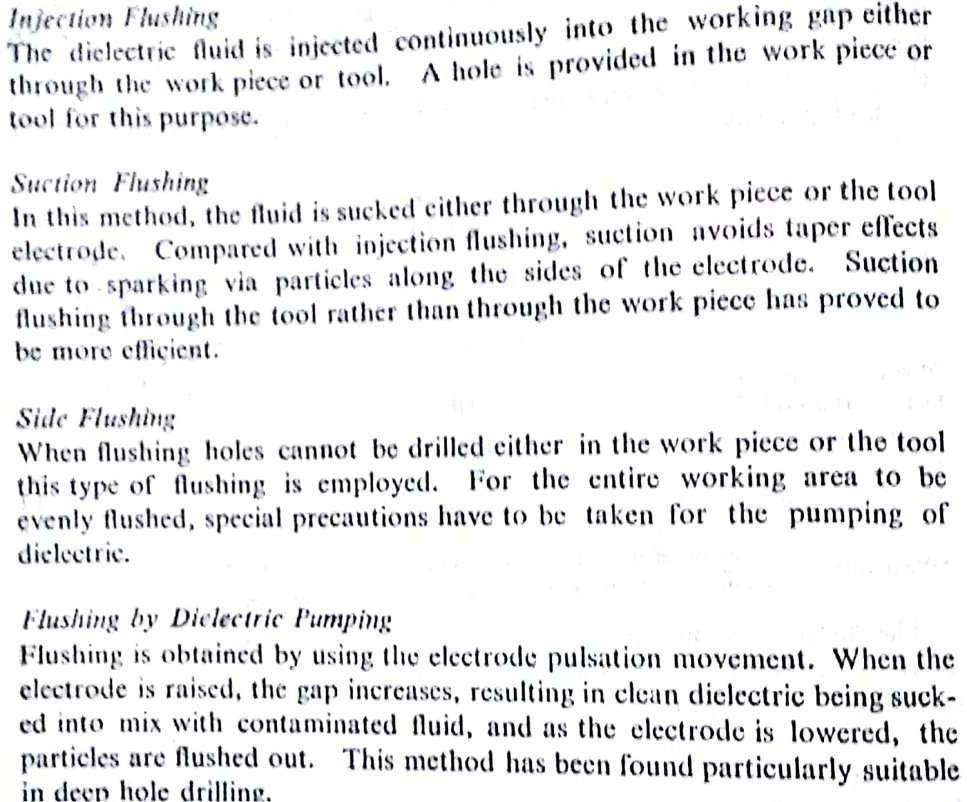 Injection Flushing
The dielectric fluid is injected continuously into the working gap either
through the work piece or tool. A hole is provided in the work piece or
tool for this purpose.
Suction Flushing
In this method, the fluid is sucked either through the work piece or the tool
electrode. Compared with injection flushing, suction avoids taper effects
due to sparking via particles along the sides of the electrode. Suction
flushing through the tool rather than through the work piece has proved to
be more efficient.
Side Flushing
When flushing holes cannot be drilled either in the work piece or the tool
this type of flushing is employed. For the entire working area to be
evenly flushed, special precautions have to be taken for the pumping of
dielectric.
Flushing by Dielectric Pumping
Flushing is obtained by using the electrode pulsation movement. When the
electrode is raised, the gap increases, resulting in clean dielectric being suck-
ed into mix with contaminated fluid, and as the electrode is lowered, the
particles are flushed out. This method has been found particularly suitable
in deep hole drilling.